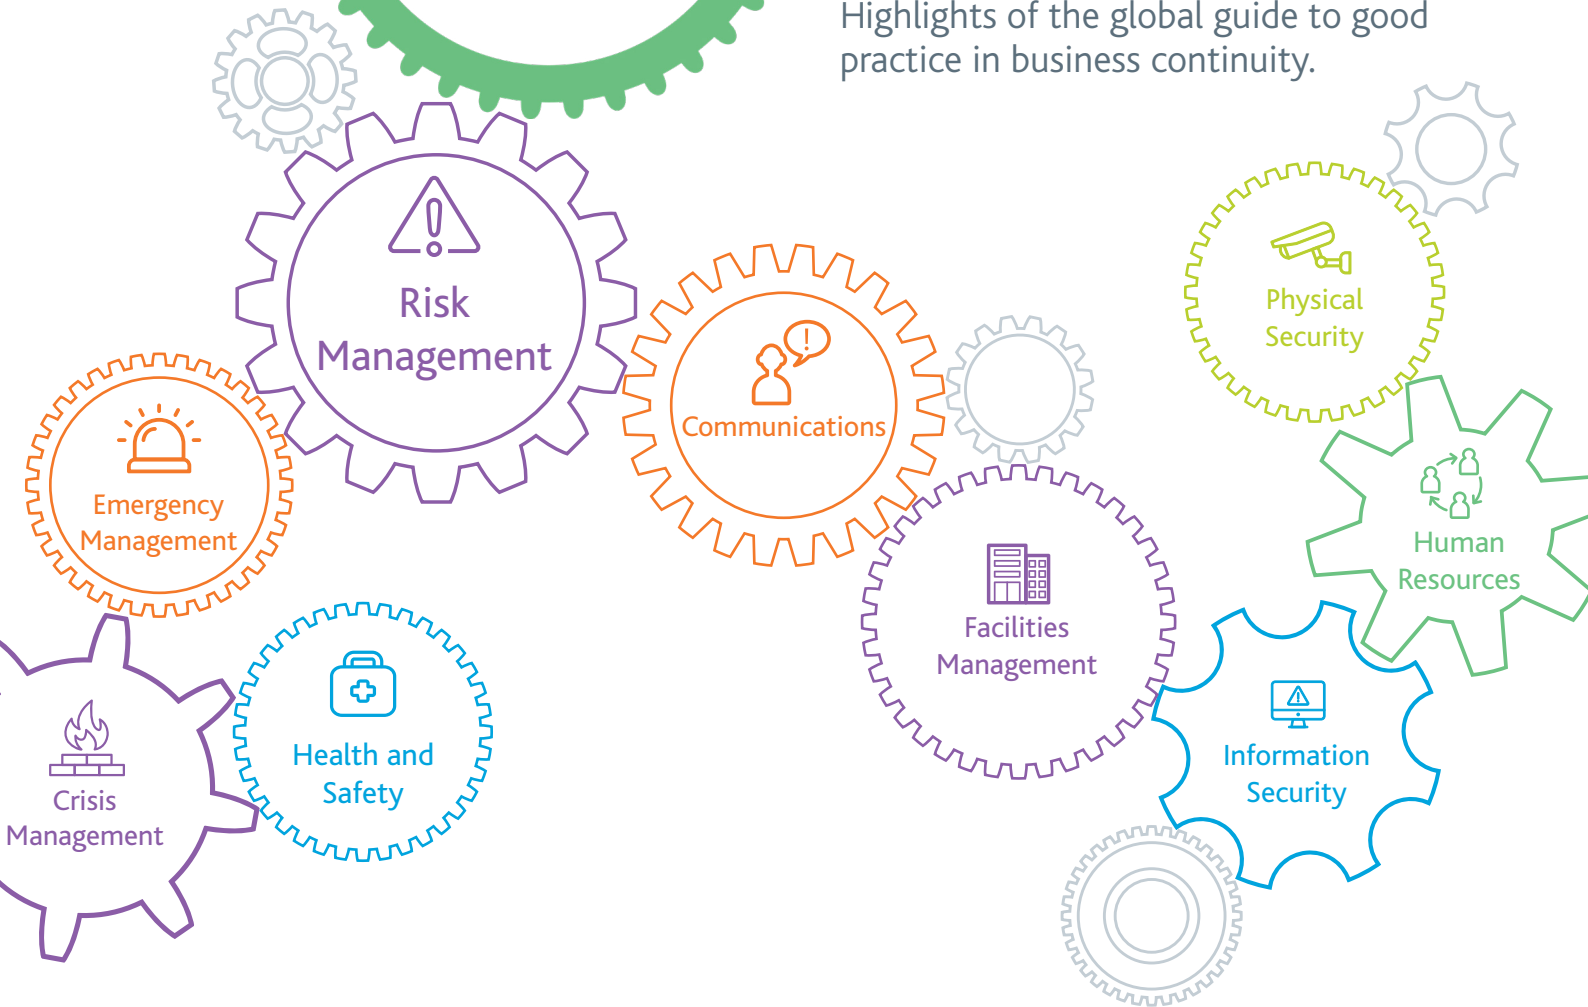 Highlights of the global guide to good
practice in business continuity.
Risk
Management
Physical
Security
Communications
Emergency
Management
Human
Resources
Facilities
Management
Health and
Safety
Information
Security
Crisis
Management